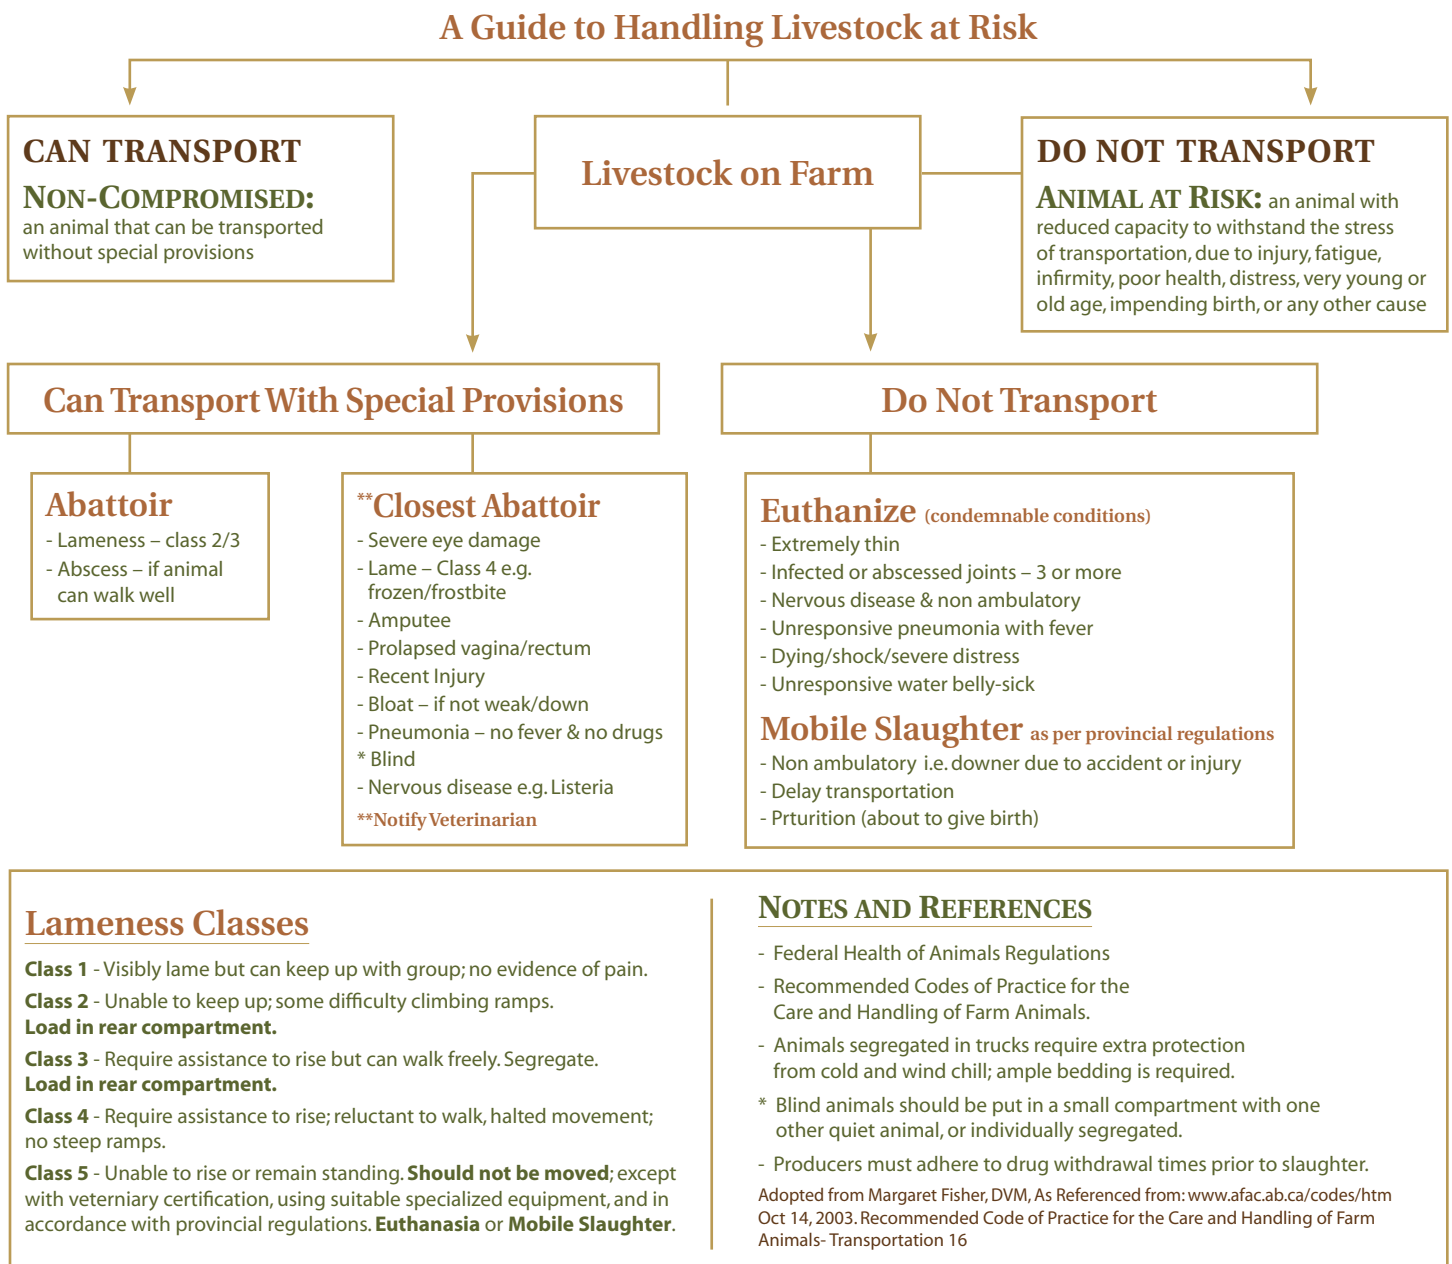 A Guide to Handling Livestock at Risk
CAN TRANSPORT
NON-COMPROMISED:
an animal that can be transported
without special provisions
Livestock on Farm
DO NOT TRANSPORT
ANIMAL AT RISK: an animal with
reduced capacity to withstand the stress
of transportation, due to injury, fatigue,
infirmity, poor health, distress, very young or
old age, impending birth, or any other cause
Can Transport With Special Provisions
Do Not Transport
Abattoir
- Lameness – class 2/3
- Abscess – if animal
can walk well
**Closest Abattoir
- Severe eye damage
- Lame – Class 4 e.g.
frozen/frostbite
- Amputee
- Prolapsed vagina/rectum
- Recent Injury
- Bloat – if not weak/down
- Pneumonia – no fever & no drugs
* Blind
- Nervous disease e.g. Listeria
**Notify Veterinarian
Euthanize (condemnable conditions)
- Extremely thin
- Infected or abscessed joints – 3 or more
- Nervous disease & non ambulatory
- Unresponsive pneumonia with fever
- Dying/shock/severe distress
- Unresponsive water belly-sick
Mobile Slaughter as per provincial regulations
- Non ambulatory i.e. downer due to accident or injury
- Delay transportation
- Prturition (about to give birth)
Lameness Classes
Class 1 - Visibly lame but can keep up with group; no evidence of pain.
Class 2 - Unable to keep up; some difficulty climbing ramps.
Load in rear compartment.
Class 3 - Require assistance to rise but can walk freely. Segregate.
Load in rear compartment.
Class 4 - Require assistance to rise; reluctant to walk, halted movement;
no steep ramps.
Class 5 - Unable to rise or remain standing. Should not be moved; except
with veterniary certification, using suitable specialized equipment, and in
accordance with provincial regulations. Euthanasia or Mobile Slaughter.
NOTES AND REFERENCES
- Federal Health of Animals Regulations
- Recommended Codes of Practice for the
Care and Handling of Farm Animals.
- Animals segregated in trucks require extra protection
from cold and wind chill; ample bedding is required.
* Blind animals should be put in a small compartment with one
other quiet animal, or individually segregated.
- Producers must adhere to drug withdrawal times prior to slaughter.
Adopted from Margaret Fisher, DVM, As Referenced from: www.afac.ab.ca/codes/htm
Oct 14, 2003. Recommended Code of Practice for the Care and Handling of Farm
Animals- Transportation 16